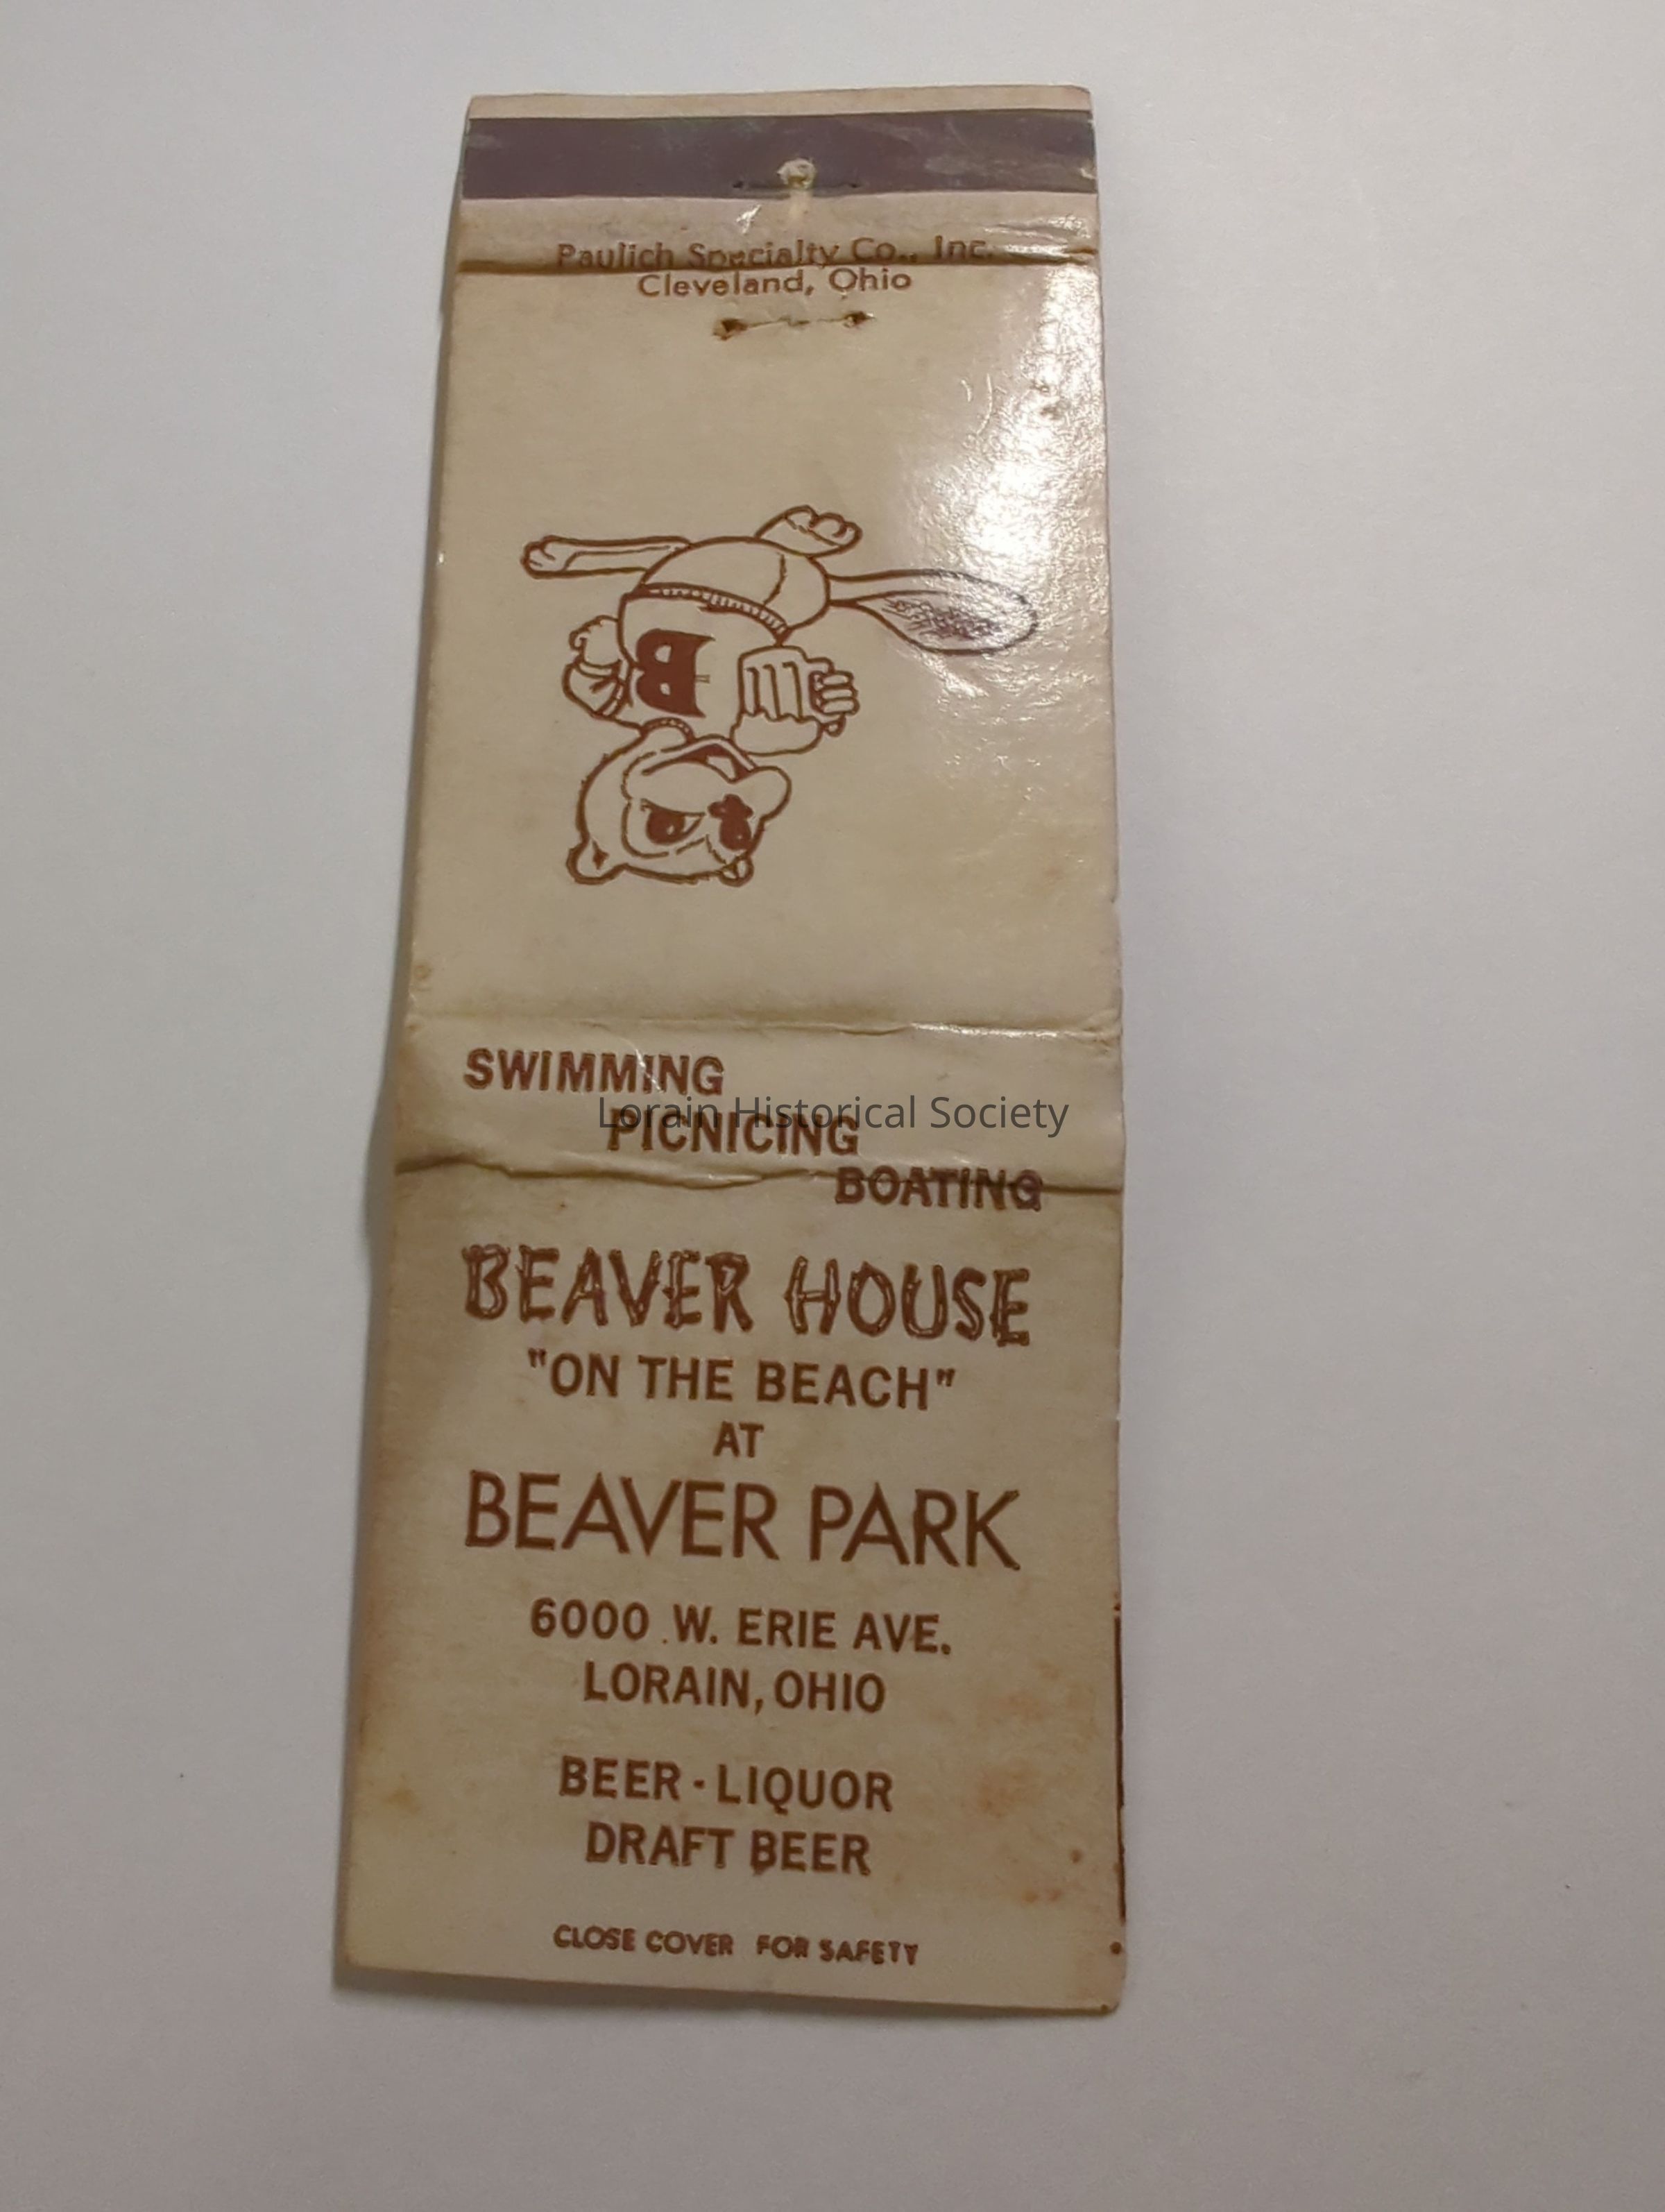 Paulich Specialty Co., Inc.
Cleveland, Ohio
B
SWIMMING
Lorain Historical Society
PICNICING
BOATING
BEAVER HOUSE
"ON THE BEACH"
AT
BEAVER PARK
6000 W. ERIE AVE.
LORAIN, OHIO
BEER - LIQUOR
DRAFT BEER
CLOSE COVER FOR SAFETY